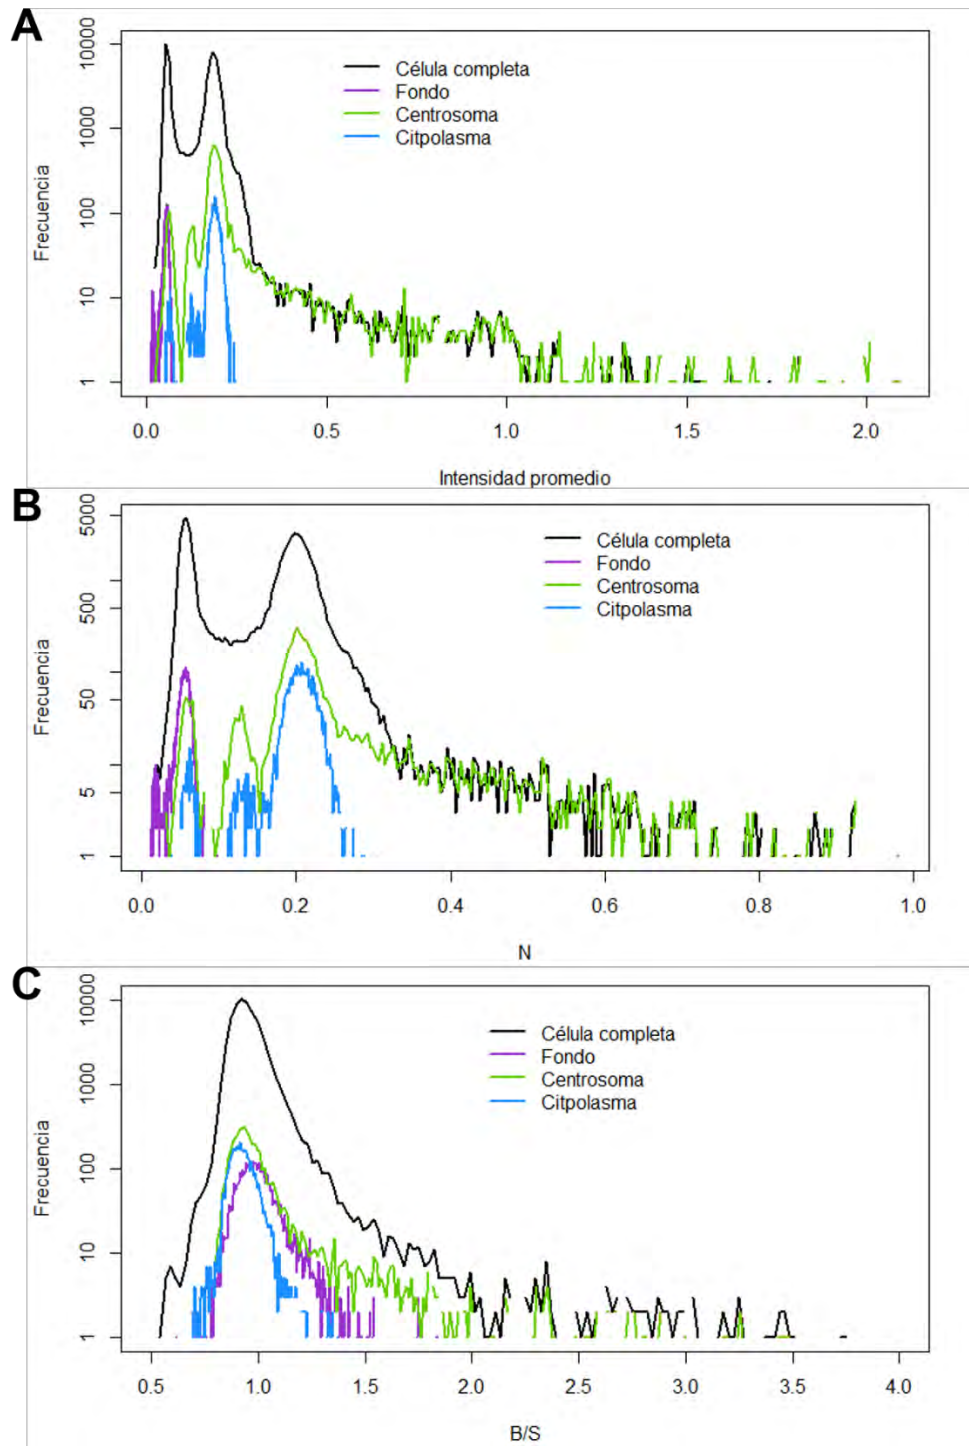 A
10000
1000
100
10
1
Frecuencia
Célula completa
Fondo
Centrosoma
Citpolasma
0.0 0.5 1.0 1.5 2.0
Intensidad promedio
B
5000
500
50
5
1
Frecuencia
Célula completa
Fondo
Centrosoma
Citpolasma
0.0 0.2 0.4 0.6 0.8 1.0
N
C
10000
1000
100
10
1
Frecuencia
Célula completa
Fondo
Centrosoma
Citpolasma
0.5 1.0 1.5 2.0 2.5 3.0 3.5 4.0
B/S